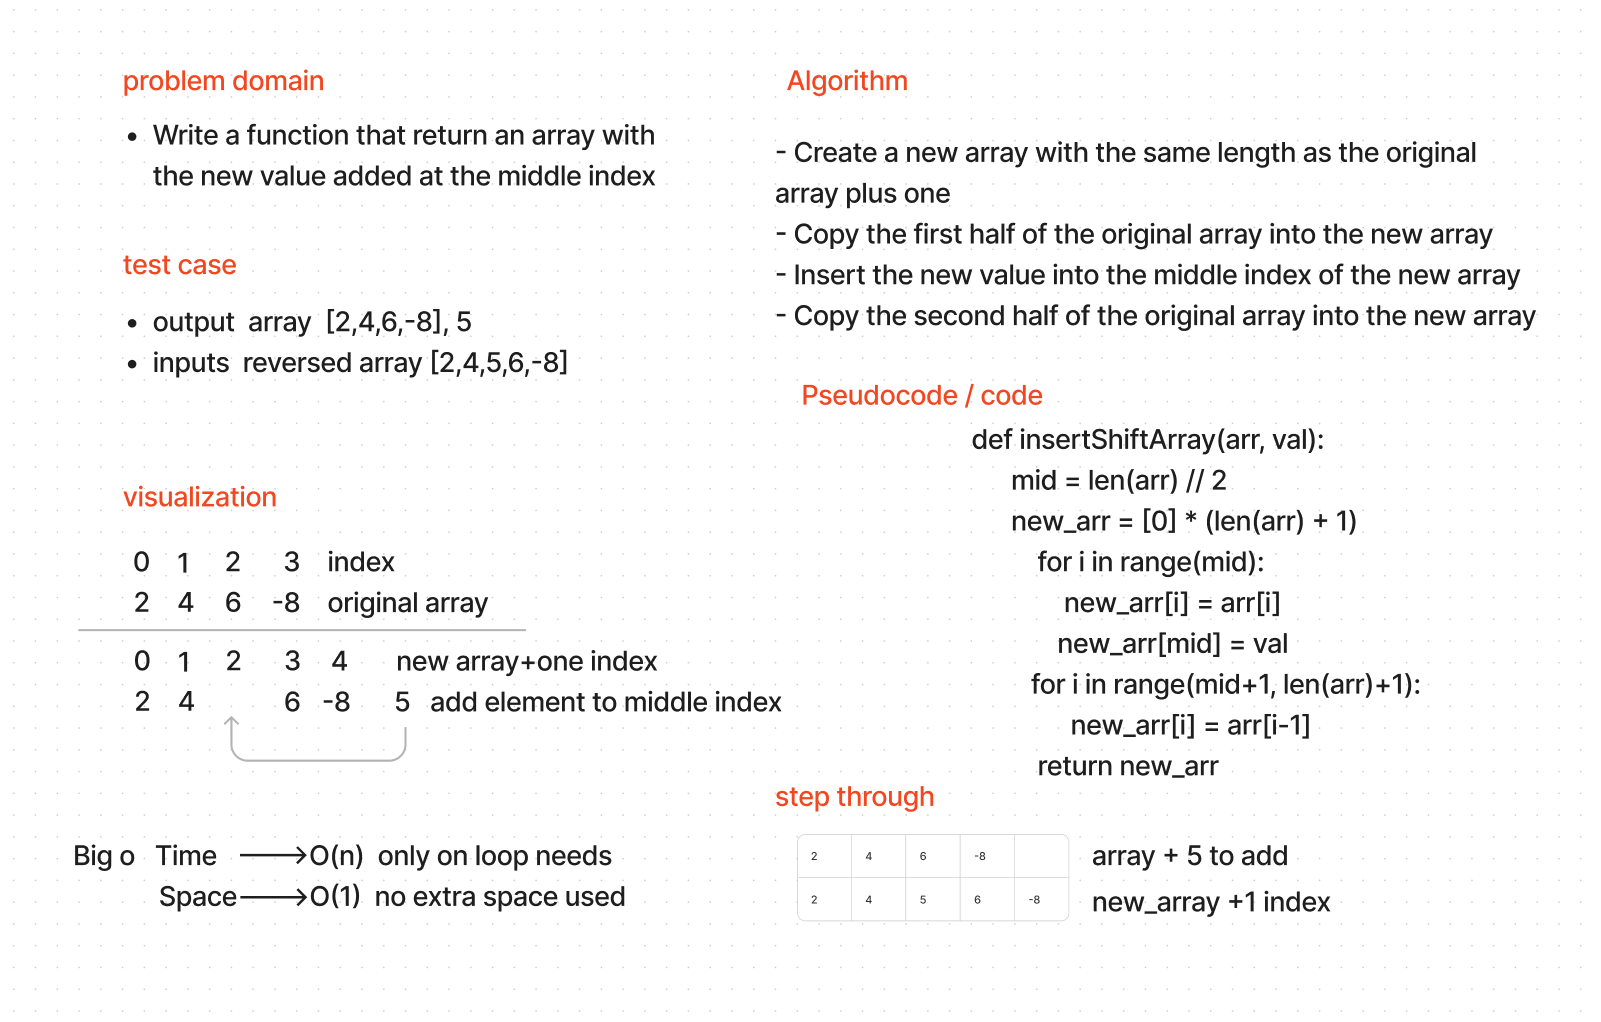 problem domain
• Write a function that return an array with
the new value added at the middle index
test case
• output array [2,4,6,-8], 5
• inputs reversed array [2,4,5,6,-8]
visualization
0 1 2 3 index
2 4 6 -8 original array
0 1 2 3 4 new array+one index
2 4 6 -8 5 add element to middle index
Big o Time O(n) only on loop needs
Space O(1) no extra space used
Algorithm
- Create a new array with the same length as the original
array plus one
- Copy the first half of the original array into the new array
- Insert the new value into the middle index of the new array
- Copy the second half of the original array into the new array
Pseudocode / code
def insertShiftArray(arr, val):
mid = len(arr) // 2
new_arr = [0] * (len(arr) + 1)
for i in range(mid):
new_arr[i] = arr[i]
new_arr[mid] = val
for i in range(mid+1, len(arr)+1):
new_arr[i] = arr[i-1]
return new_arr
step through
2 4 6 -8 array + 5 to add
2 4 5 6 -8 new_array +1 index